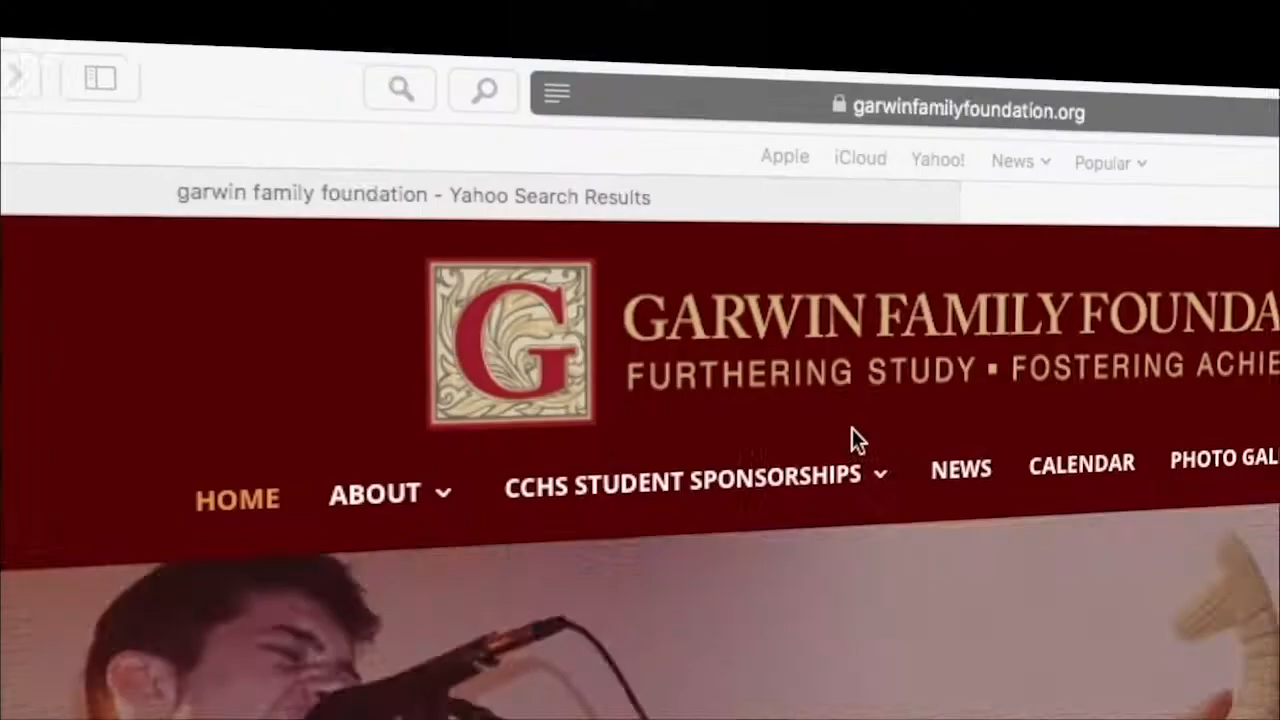 garwinfamilyfoundation.org
Apple iCloud Yahoo! News Popular
garwin family foundation - Yahoo Search Results
G
GARWIN FAMILY FOUNDA
FURTHERING STUDY ▪ FOSTERING ACHIE
HOME ABOUT CCHS STUDENT SPONSORSHIPS NEWS CALENDAR PHOTO GAL